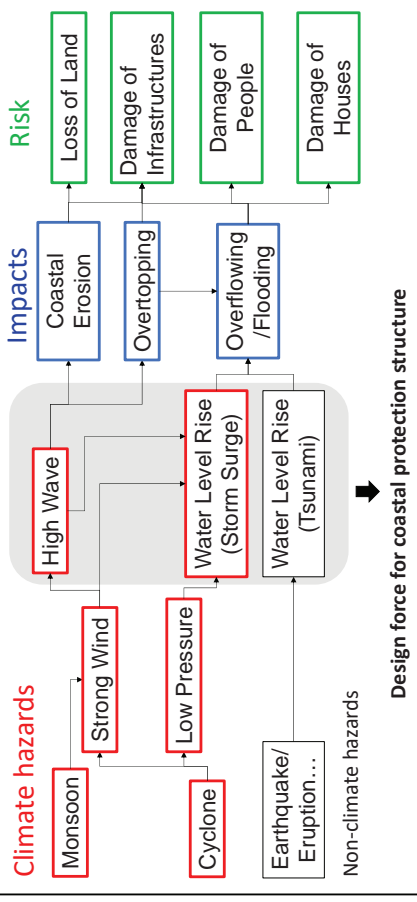 Climate hazards
Impacts
Risk
Monsoon
Cyclone
Strong Wind
Low Pressure
High Wave
Water Level Rise
(Storm Surge)
Water Level Rise
(Tsunami)
Earthquake/
Eruption…
Non-climate hazards
Coastal
Erosion
Overtopping
Overflowing
/Flooding
Loss of Land
Damage of
Infrastructures
Damage of
People
Damage of
Houses
Design force for coastal protection structure